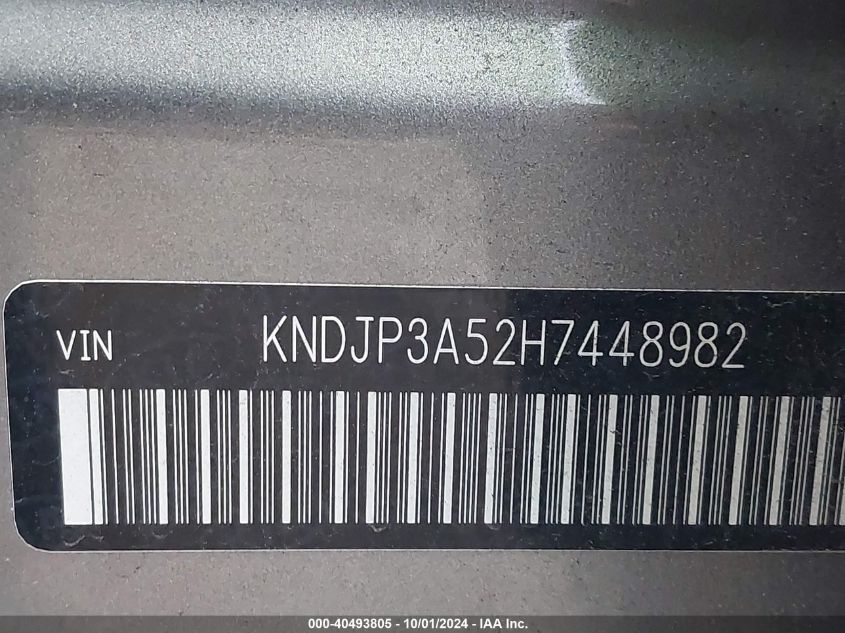 VIN KNDJP3A52H7448982
000-40493805 - 10/01/2024 - IAA Inc.